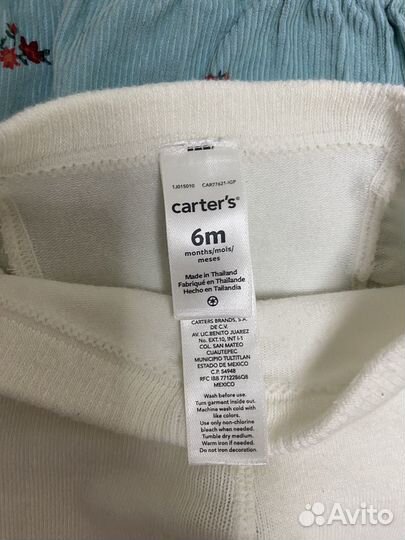 1J015010 CAR77621-IGP
carter's®
6m
months/mois/
meses
Made in Thailand
Fabriqué en Thaïlande
Hecho en Tailandia
CARTERS BRANDS, S.A.
DE C.V.
AV. LIC.BENITO JUAREZ
No. EXT.10, INT I-1
COL. SAN MATEO
CUAUTEPEC
MUNICIPIO TULTITLAN
ESTADO DE MEXICO
C.P. 54948
RFC IBB 7712286Q8
MEXICO
Wash before use.
Turn garment inside out.
Machine wash cold with
like colors.
Use only non-chlorine
bleach when needed.
Tumble dry medium.
Warm iron if needed.
Do not iron decoration.
Avito